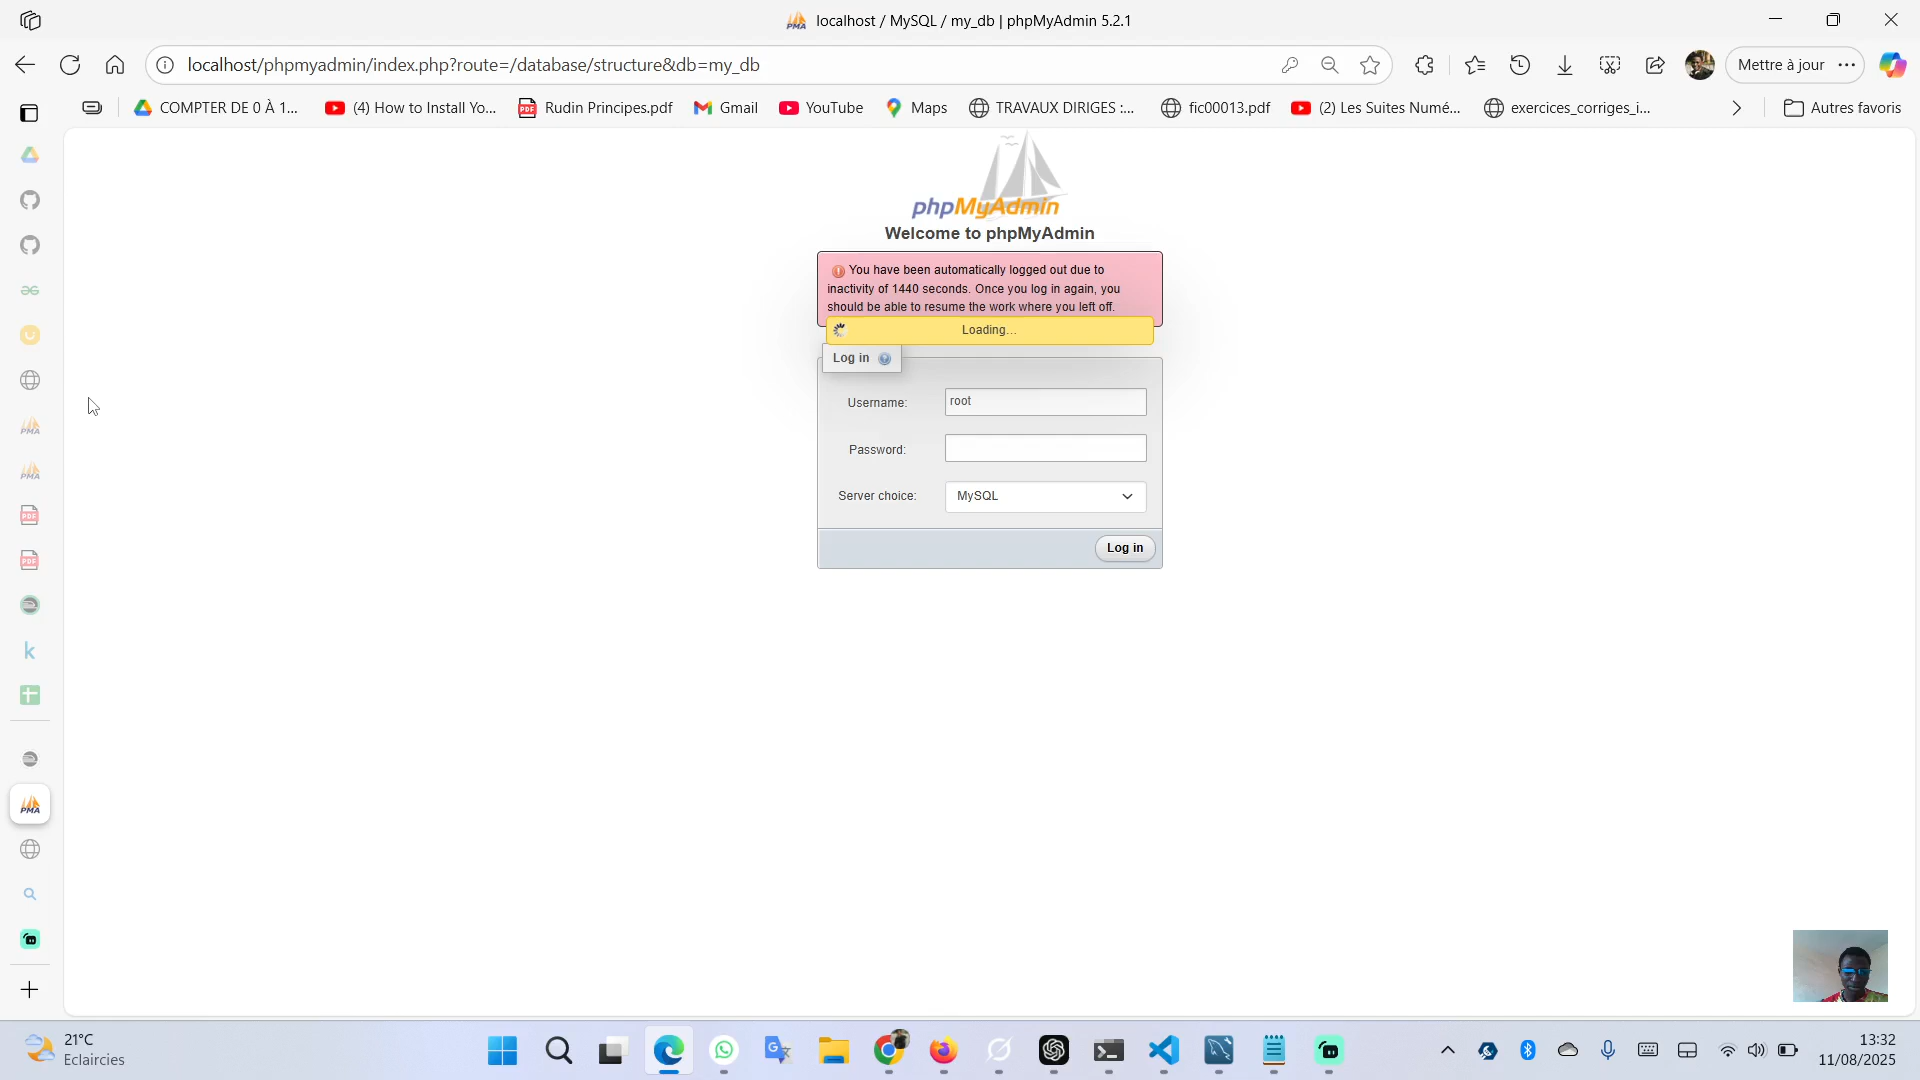 localhost / MySQL / my_db | phpMyAdmin 5.2.1
localhost/phpmyadmin/index.php?route=/database/structure&db=my_db
Mettre à jour
COMPTER DE 0 À 1...
(4) How to Install Yo...
Rudin Principes.pdf
Gmail
YouTube
Maps
TRAVAUX DIRIGES :...
fic00013.pdf
(2) Les Suites Numé...
exercices_corriges_i...
Autres favoris
phpMyAdmin
Welcome to phpMyAdmin
You have been automatically logged out due to
inactivity of 1440 seconds. Once you log in again, you
should be able to resume the work where you left off.
Loading...
Log in
Username:
root
Password:
Server choice:
MySQL
Log in
PMA
21°C
Eclaircies
13:32
11/08/2025